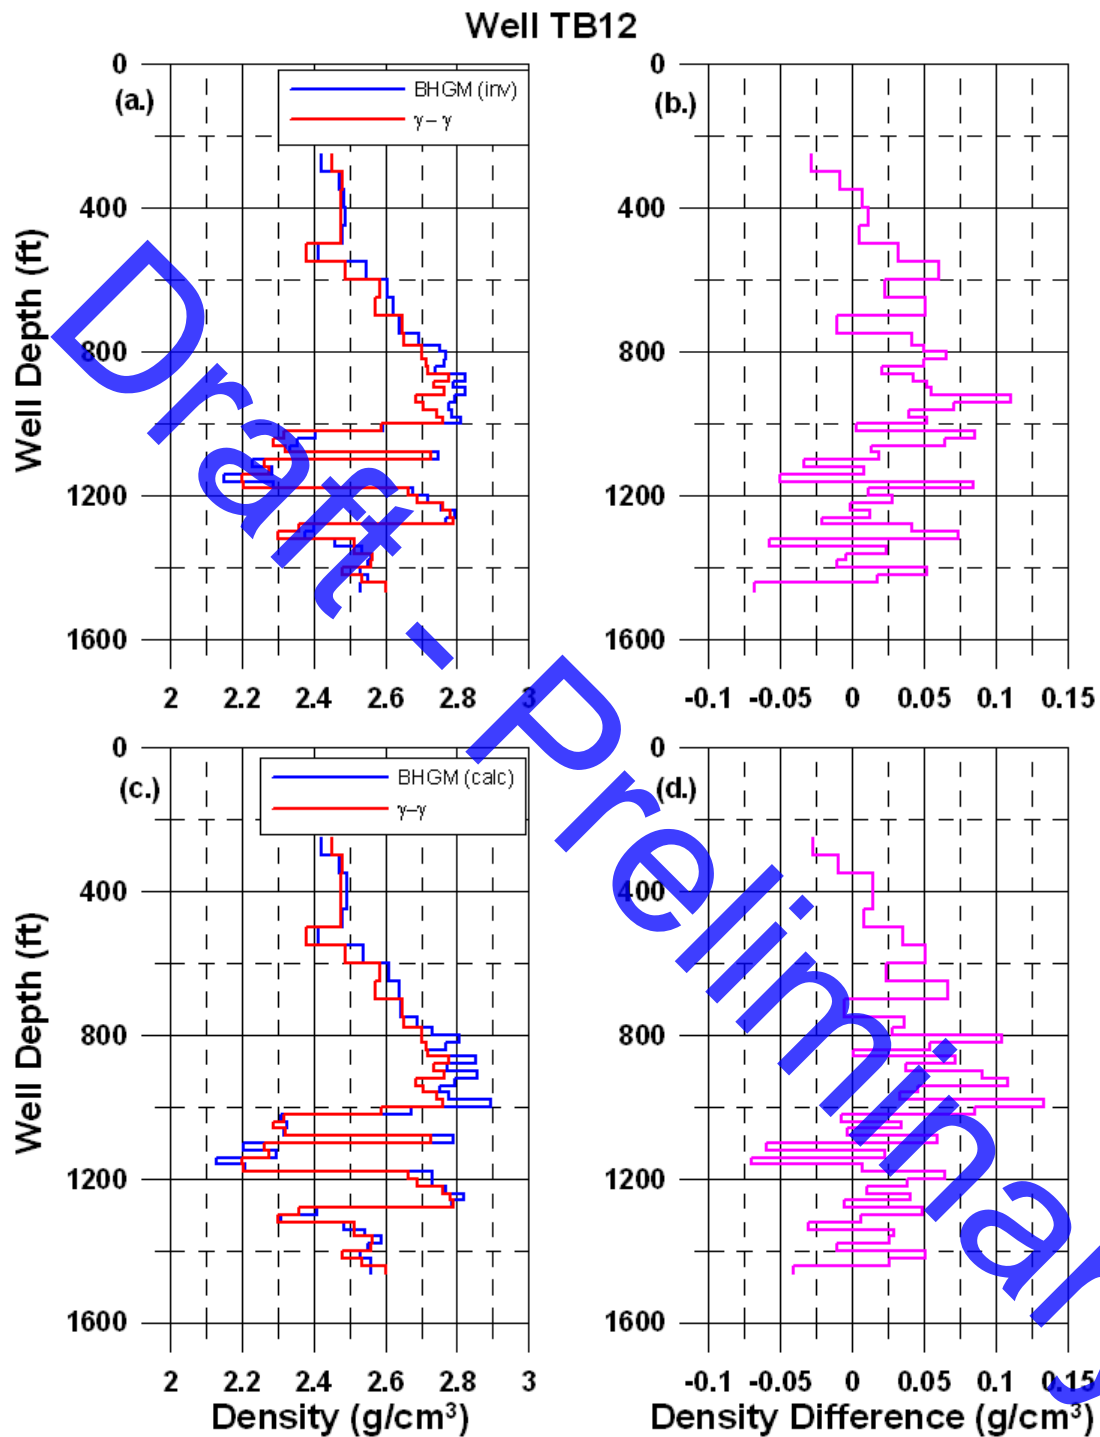 Well TB12
(a.)
BHGM (inv)
γ – γ
0
400
800
1200
1600
Well Depth (ft)
2 2.2 2.4 2.6 2.8 3
(b.)
0
400
800
1200
1600
-0.1 -0.05 0 0.05 0.1 0.15
(c.)
BHGM (calc)
γ–γ
0
400
800
1200
1600
Well Depth (ft)
2 2.2 2.4 2.6 2.8 3
Density (g/cm³)
(d.)
0
400
800
1200
1600
-0.1 -0.05 0 0.05 0.1 0.15
Density Difference (g/cm³)
Draft - Preliminary